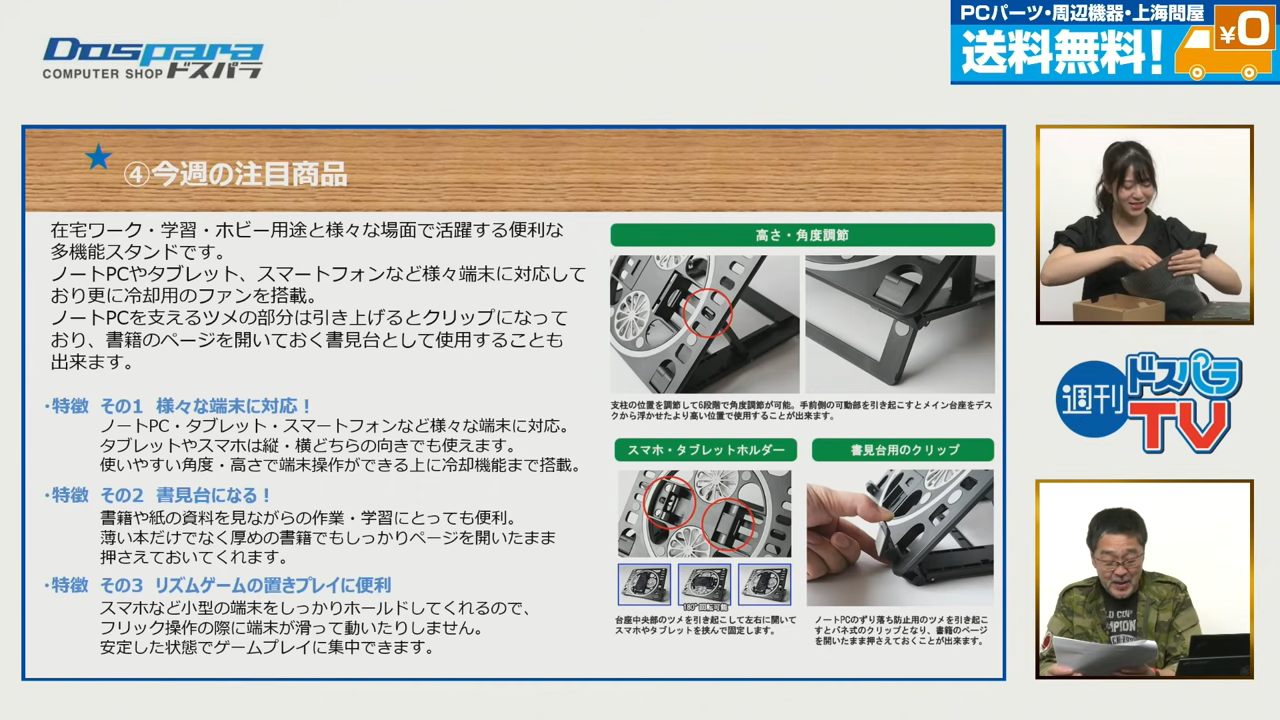 Dospara
COMPUTER SHOP ドスパラ
PCパーツ・周辺機器・上海問屋
送料無料!
¥0
④今週の注目商品
在宅ワーク・学習・ホビー用途と様々な場面で活躍する便利な
多機能スタンドです。
ノートPCやタブレット、スマートフォンなど様々端末に対応して
おり更に冷却用のファンを搭載。
ノートPCを支えるツメの部分は引き上げるとクリップになって
おり、書籍のページを開いておく書見台として使用することも
出来ます。
・特徴 その1 様々な端末に対応！
ノートPC・タブレット・スマートフォンなど様々な端末に対応。
タブレットやスマホは縦・横どちらの向きでも使えます。
使いやすい角度・高さで端末操作ができる上に冷却機能まで搭載。
・特徴 その2 書見台になる！
書籍や紙の資料を見ながらの作業・学習にとっても便利。
薄い本だけでなく厚めの書籍でもしっかりページを開いたまま
押さえておいてくれます。
・特徴 その3 リズムゲームの置きプレイに便利
スマホなど小型の端末をしっかりホールドしてくれるので、
フリック操作の際に端末が滑って動いたりしません。
安定した状態でゲームプレイに集中できます。
高さ・角度調節
支柱の位置を調節して6段階で角度調節が可能。手前側の可動部を引き起こすとメイン台座をデス
クから浮かせたより高い位置で使用することが出来ます。
スマホ・タブレットホルダー
180°回転可能
台座中央部のツメを引き起こして左右に開いて
スマホやタブレットを挟んで固定します。
書見台用のクリップ
ノートPCのずり落ち防止用のツメを引き起こ
すとバネ式のクリップとなり、書籍のページ
を開いたまま押さえておくことが出来ます。
週刊
ドスパラ
TV